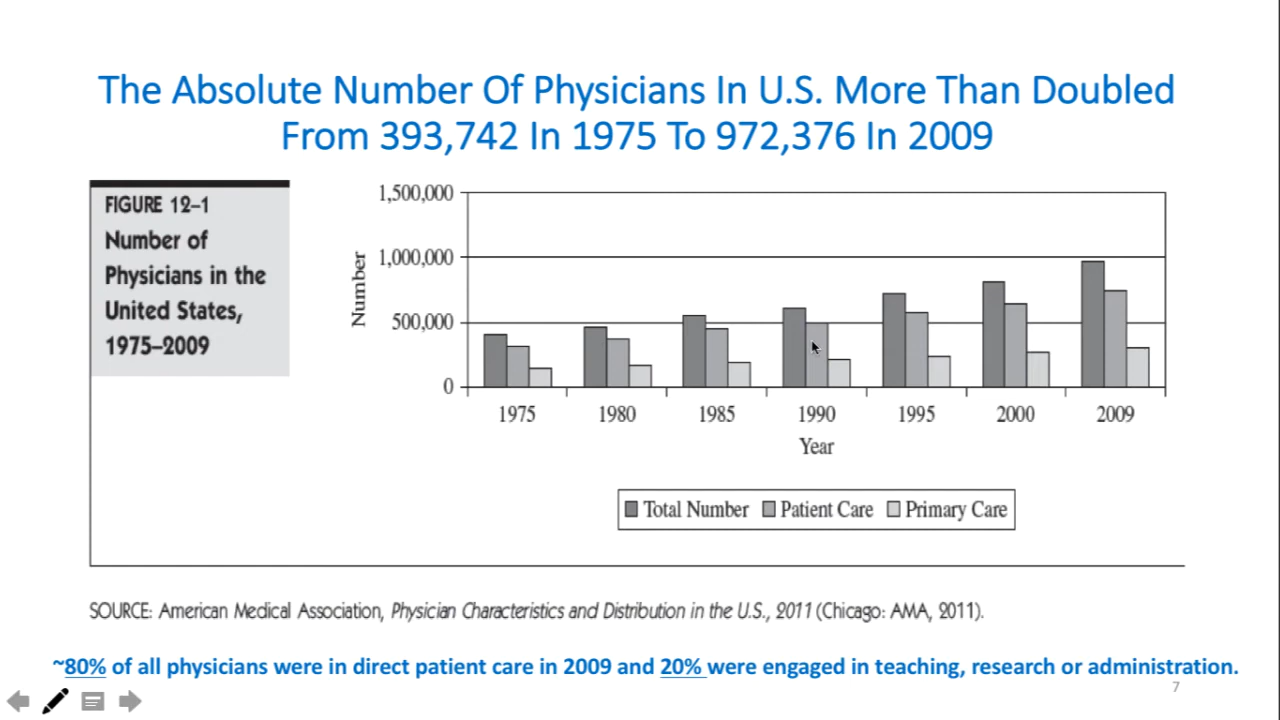 The Absolute Number Of Physicians In U.S. More Than Doubled
From 393,742 In 1975 To 972,376 In 2009
FIGURE 12–1
Number of
Physicians in the
United States,
1975–2009
Number
1,500,000
1,000,000
500,000
0
1975 1980 1985 1990 1995 2000 2009
Year
Total Number Patient Care Primary Care
SOURCE: American Medical Association, Physician Characteristics and Distribution in the U.S., 2011 (Chicago: AMA, 2011).
~80% of all physicians were in direct patient care in 2009 and 20% were engaged in teaching, research or administration.
7